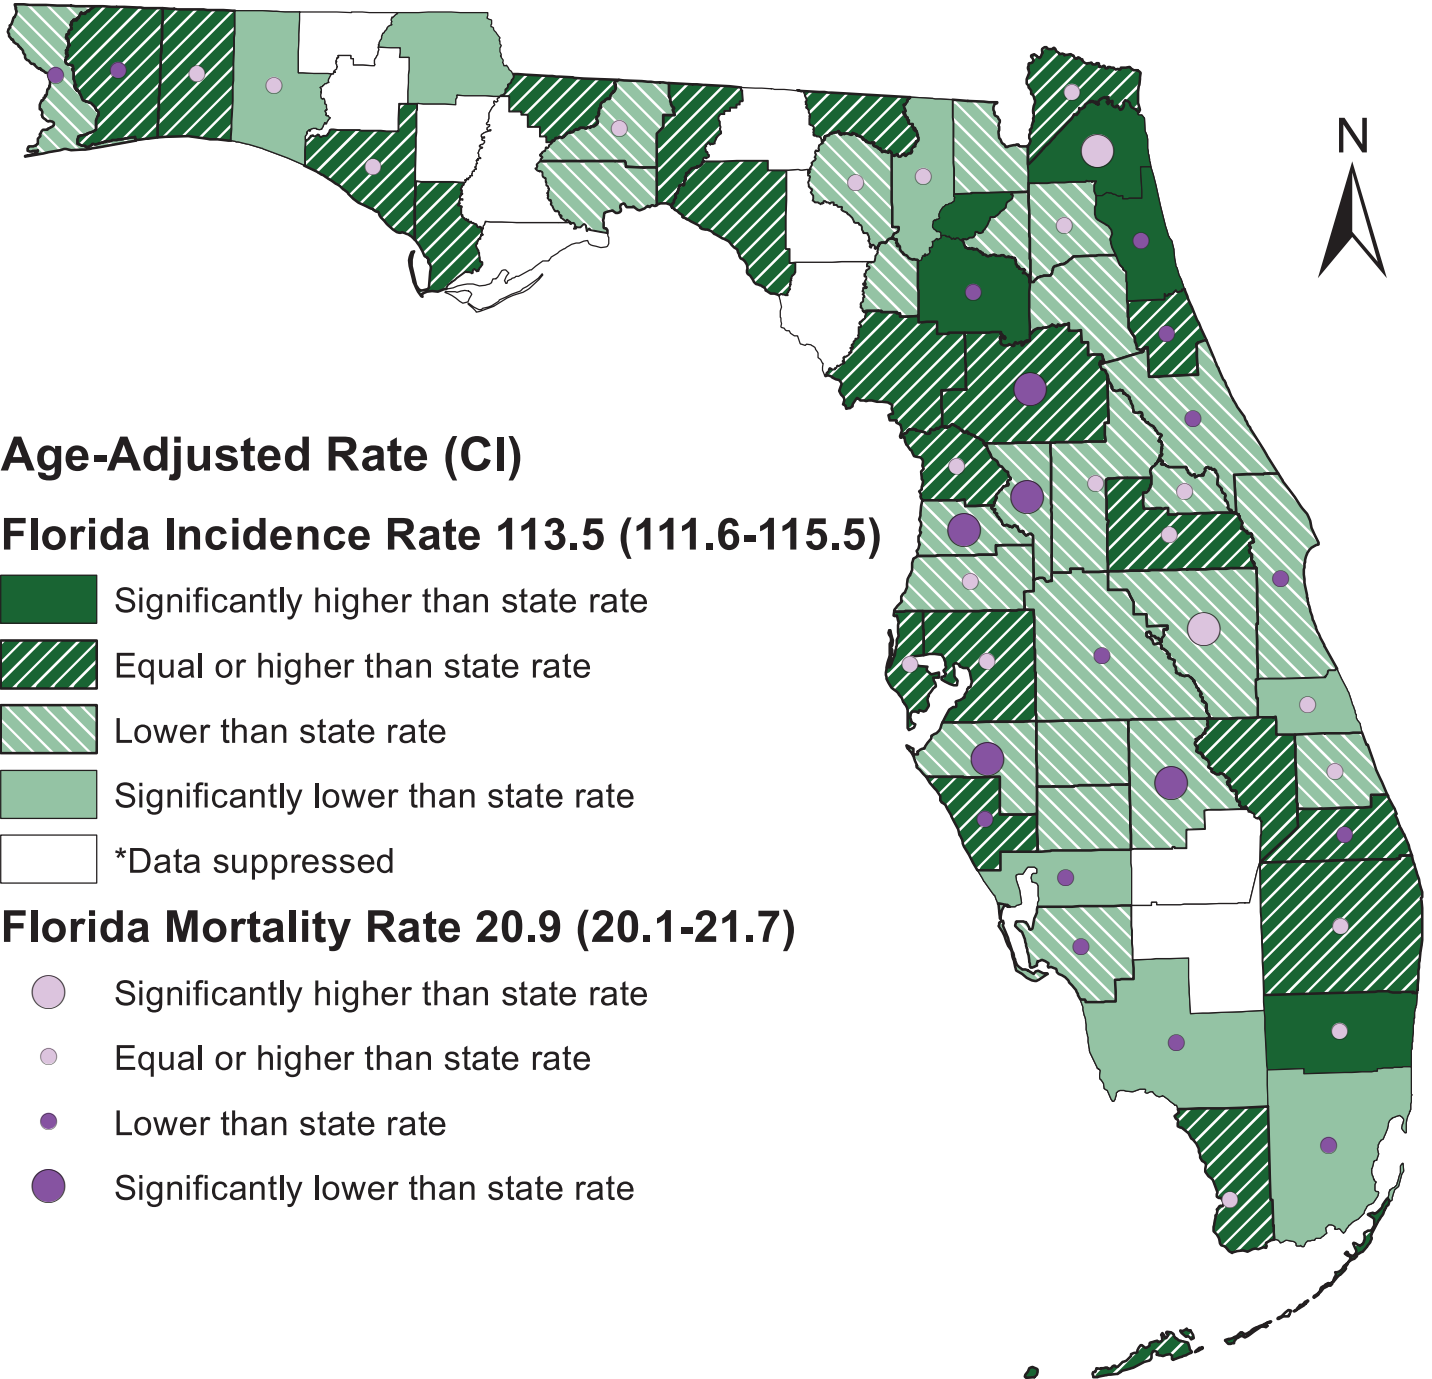 N
Age-Adjusted Rate (CI)
Florida Incidence Rate 113.5 (111.6-115.5)
Significantly higher than state rate
Equal or higher than state rate
Lower than state rate
Significantly lower than state rate
*Data suppressed
Florida Mortality Rate 20.9 (20.1-21.7)
Significantly higher than state rate
Equal or higher than state rate
Lower than state rate
Significantly lower than state rate